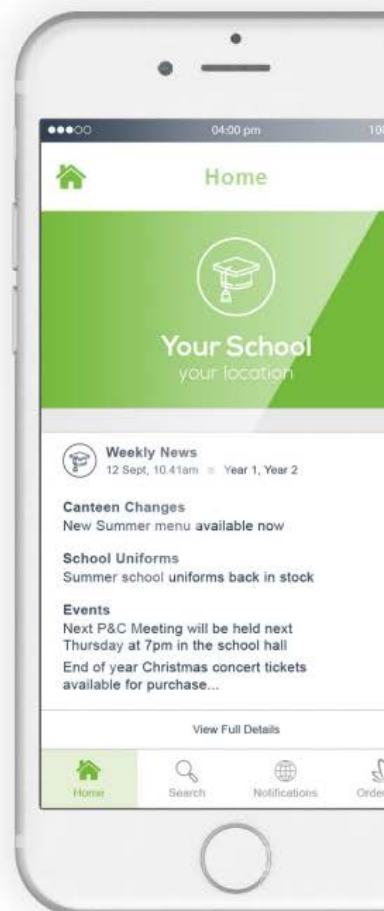 04:00 pm
Home
Your School
your location
Weekly News
12 Sept, 10.41am Year 1, Year 2
Canteen Changes
New Summer menu available now
School Uniforms
Summer school uniforms back in stock
Events
Next P&C Meeting will be held next
Thursday at 7pm in the school hall
End of year Christmas concert tickets
available for purchase...
View Full Details
Home Search Notifications